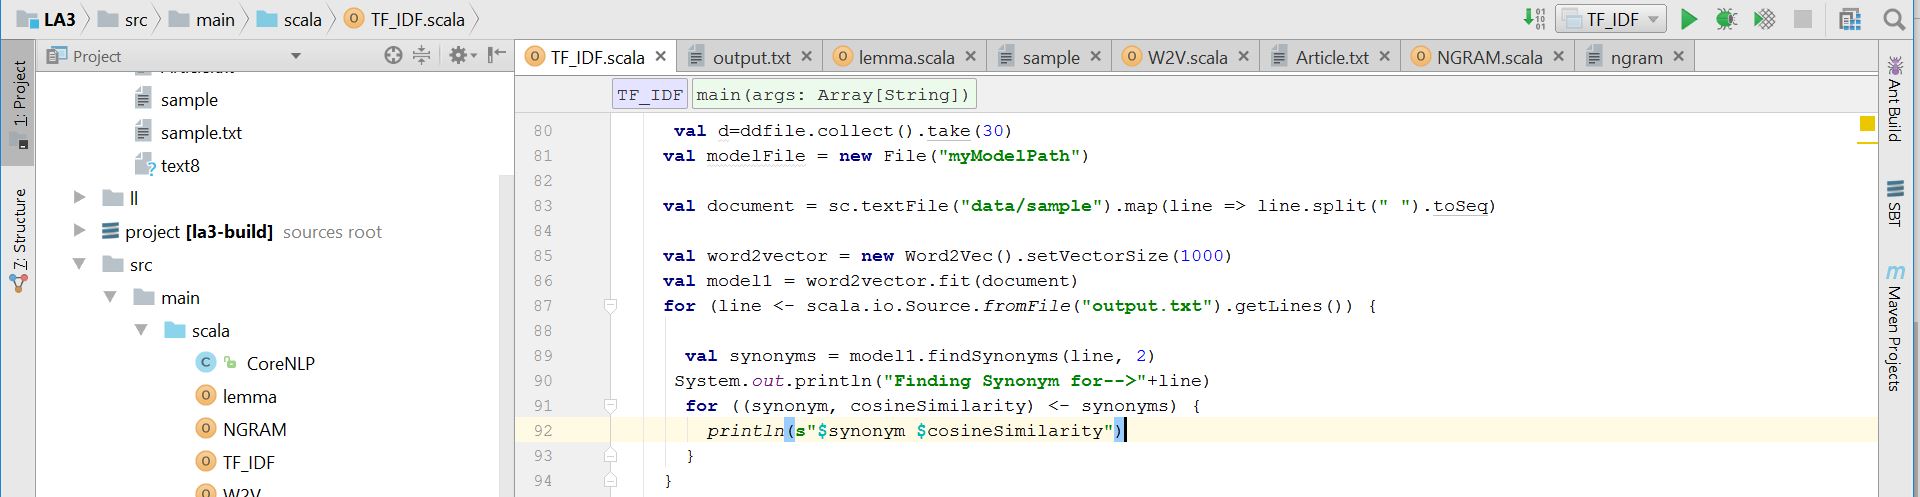 LA3 src main scala TF_IDF.scala TF_IDF
Project
TF_IDF.scala output.txt lemma.scala sample W2V.scala Article.txt NGRAM.scala ngram
TF_IDF main(args: Array[String])
1: Project
7: Structure
sample
sample.txt
text8
ll
project [la3-build] sources root
src
main
scala
CoreNLP
lemma
NGRAM
TF_IDF
W2V
80 val d=ddfile.collect().take(30)
81 val modelFile = new File("myModelPath")
82
83 val document = sc.textFile("data/sample").map(line => line.split(" ").toSeq)
84
85 val word2vector = new Word2Vec().setVectorSize(1000)
86 val model1 = word2vector.fit(document)
87 for (line <- scala.io.Source.fromFile("output.txt").getLines()) {
88
89 val synonyms = model1.findSynonyms(line, 2)
90 System.out.println("Finding Synonym for-->"+line)
91 for ((synonym, cosineSimilarity) <- synonyms) {
92 println(s"$synonym $cosineSimilarity")
93 }
94 }
Ant Build
SBT
Maven Projects